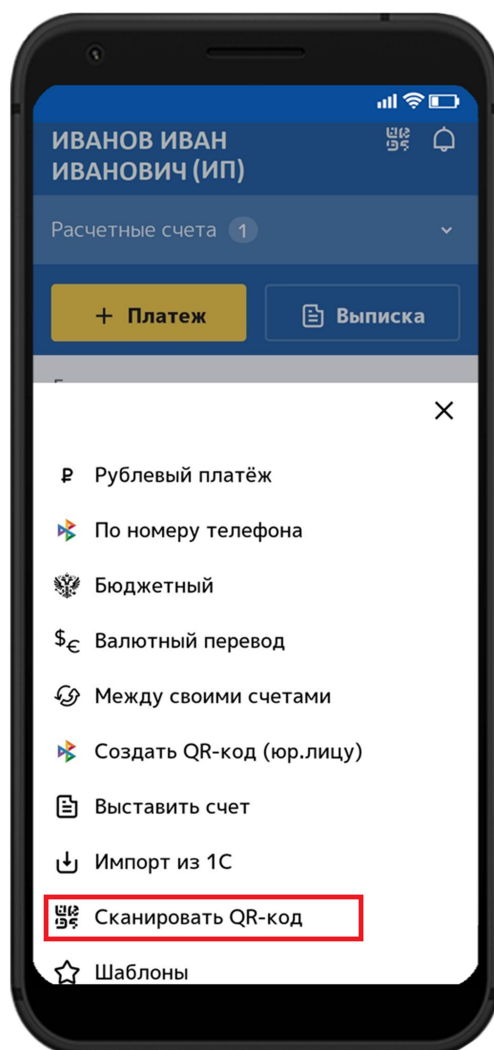 ИВАНОВ ИВАН
ИВАНОВИЧ (ИП)
Расчетные счета 1
+ Платеж
Выписка
₽ Рублевый платёж
По номеру телефона
Бюджетный
$€ Валютный перевод
Между своими счетами
Создать QR-код (юр.лицу)
Выставить счет
Импорт из 1С
Сканировать QR-код
Шаблоны